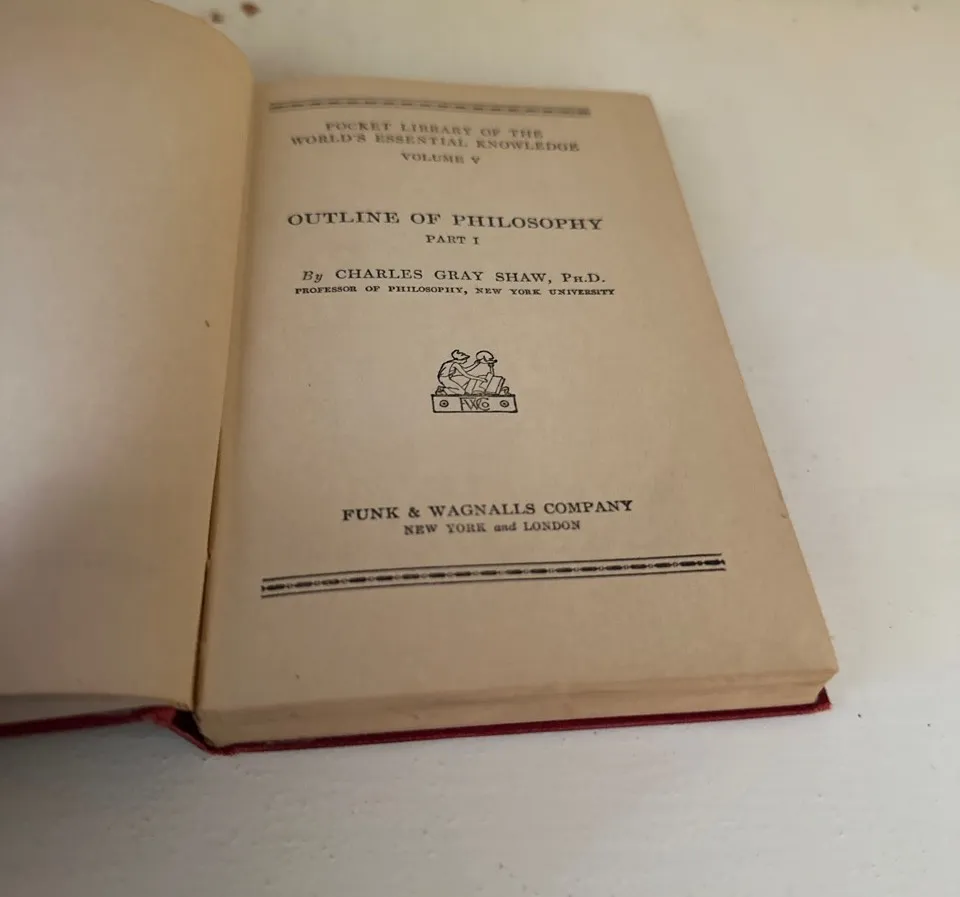 POCKET LIBRARY OF THE
WORLD'S ESSENTIAL KNOWLEDGE
VOLUME V
OUTLINE OF PHILOSOPHY
PART I
By CHARLES GRAY SHAW, PH.D.
PROFESSOR OF PHILOSOPHY, NEW YORK UNIVERSITY
FWCo
FUNK & WAGNALLS COMPANY
NEW YORK and LONDON